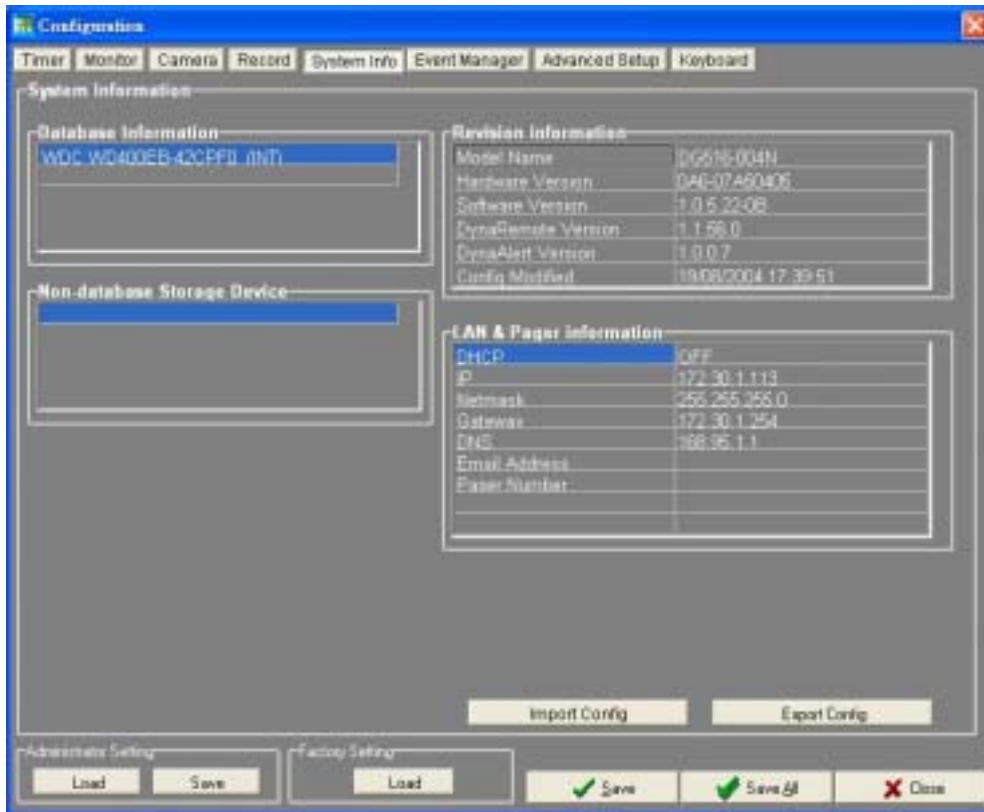 Configuration
Timer Monitor Camera Record System Info Event Manager Advanced Setup Keyboard
System Information
Database Information
WDC WD400EB-42CPF0 (INT)
Non-database Storage Device
Revision Information
Model Name DG516-004N
Hardware Version 0A6-07A60405
Software Version 1.0.5.22-0B
DynaRemote Version 1.1.56.0
DynaAlert Version 1.0.0.7
Config Modified 19/08/2004 17:39:51
LAN & Pager information
DHCP OFF
IP 172.30.1.113
Netmask 255.255.255.0
Gateway 172.30.1.254
DNS 168.95.1.1
Email Address
Pager Number
Import Config Export Config
Administrator Setting
Load Save
Factory Setting
Load
Save Save All Close